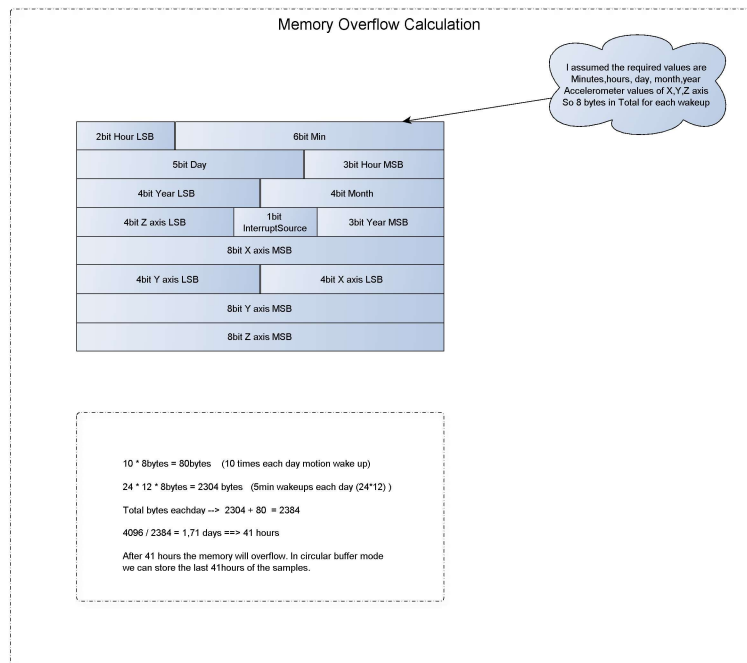 Memory Overflow Calculation
I assumed the required values are
Minutes,hours, day, month,year
Accelerometer values of X,Y,Z axis
So 8 bytes in Total for each wakeup
2bit Hour LSB
6bit Min
5bit Day
3bit Hour MSB
4bit Year LSB
4bit Month
4bit Z axis LSB
1bit
InterruptSource
3bit Year MSB
8bit X axis MSB
4bit Y axis LSB
4bit X axis LSB
8bit Y axis MSB
8bit Z axis MSB
10 * 8bytes = 80bytes (10 times each day motion wake up)
24 * 12 * 8bytes = 2304 bytes (5min wakeups each day (24*12) )
Total bytes eachday --> 2304 + 80 = 2384
4096 / 2384 = 1,71 days ==> 41 hours
After 41 hours the memory will overflow. In circular buffer mode
we can store the last 41hours of the samples.